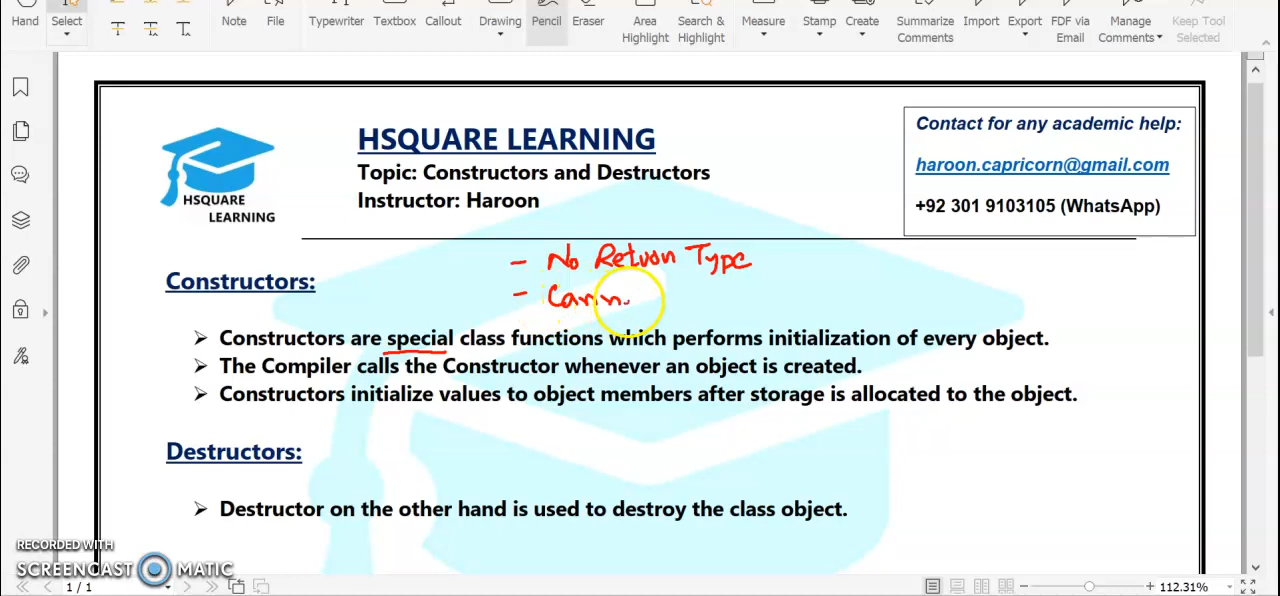 Hand Select Note File Typewriter Textbox Callout Drawing Pencil Eraser Area Highlight Search & Highlight Measure Stamp Create Summarize Comments Import Export FDF via Email Manage Comments Keep Tool Selected
HSQUARE LEARNING
HSQUARE LEARNING
Topic: Constructors and Destructors
Instructor: Haroon
Contact for any academic help:
haroon.capricorn@gmail.com
+92 301 9103105 (WhatsApp)
- No Return Type
Constructors:
Constructors are special class functions which performs initialization of every object.
The Compiler calls the Constructor whenever an object is created.
Constructors initialize values to object members after storage is allocated to the object.
Destructors:
Destructor on the other hand is used to destroy the class object.
RECORDED WITH
SCREENCAST MATIC
1 / 1
112.31%